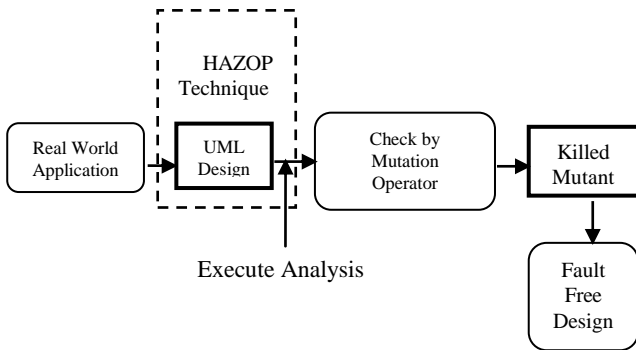 HAZOP
Technique
Real World
Application
UML
Design
Check by
Mutation
Operator
Killed
Mutant
Execute Analysis
Fault
Free
Design